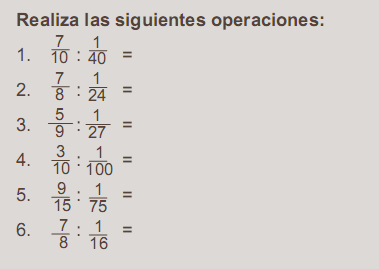 Realiza las siguientes operaciones:
1. 7/10 : 1/40 =
2. 7/8 : 1/24 =
3. 5/9 : 1/27 =
4. 3/10 : 1/100 =
5. 9/15 : 1/75 =
6. 7/8 : 1/16 =